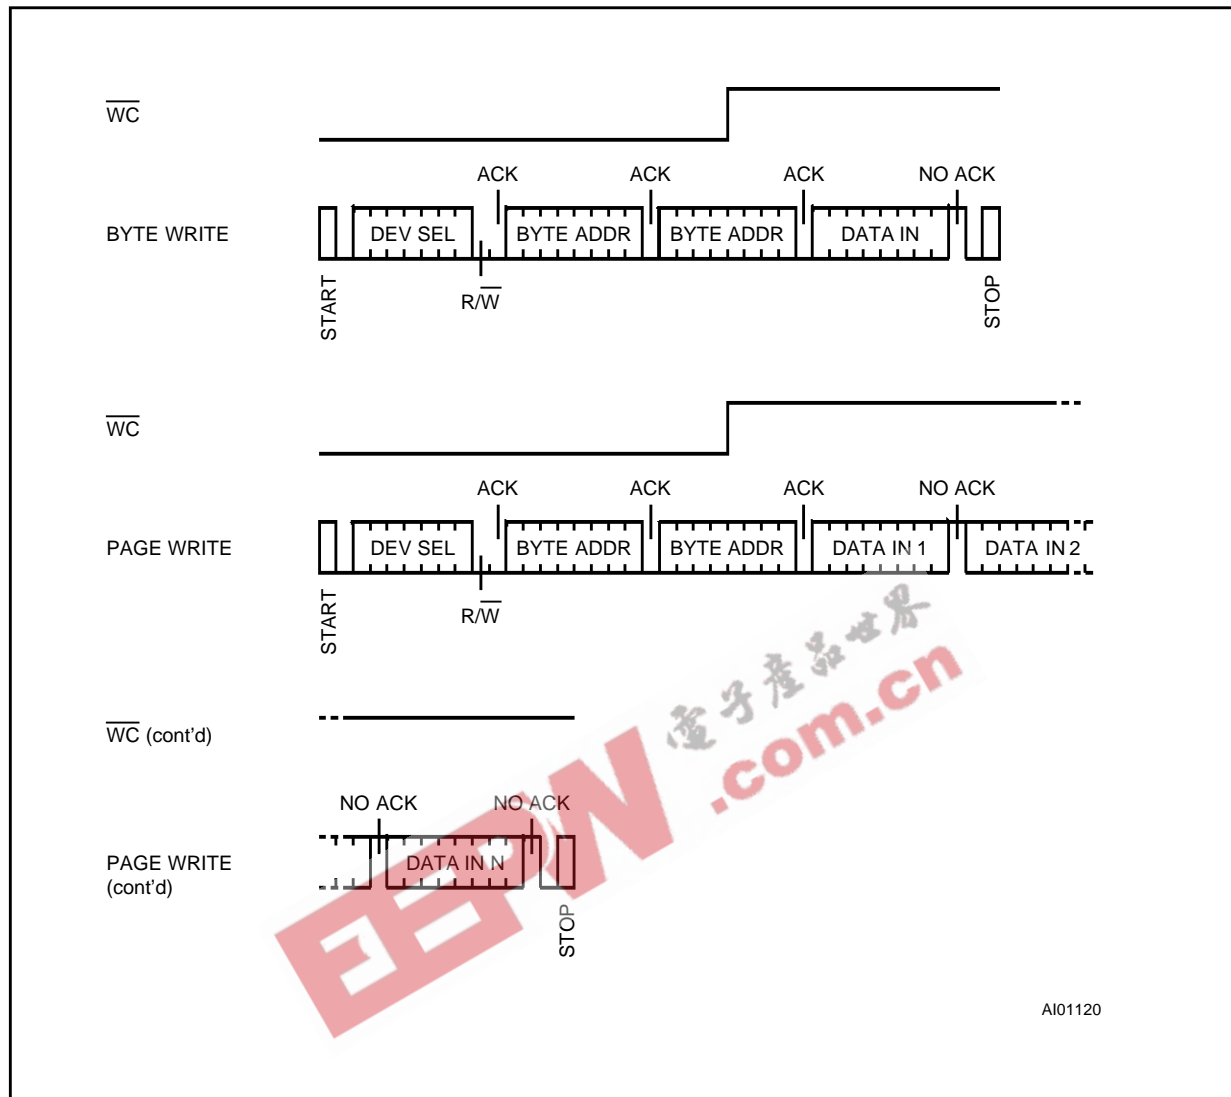 WC
ACK ACK ACK NO ACK
BYTE WRITE
DEV SEL BYTE ADDR BYTE ADDR DATA IN
START R/W STOP
WC
ACK ACK ACK NO ACK
PAGE WRITE
DEV SEL BYTE ADDR BYTE ADDR DATA IN 1 DATA IN 2
START R/W
WC (cont'd)
NO ACK NO ACK
PAGE WRITE
(cont'd)
DATA IN N
STOP
AI01120
EEPW
電子產品世界
.com.cn